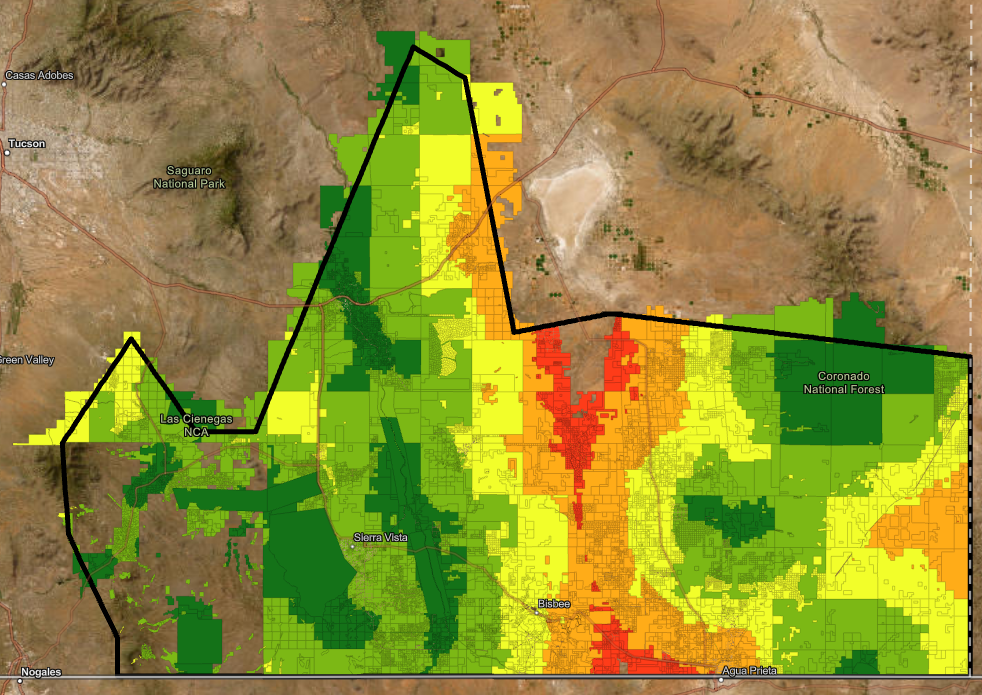 Casas Adobes
Tucson
Saguaro
National Park
Green Valley
Las Cienegas
NCA
Coronado
National Forest
Sierra Vista
Bisbee
Nogales
Agua Prieta